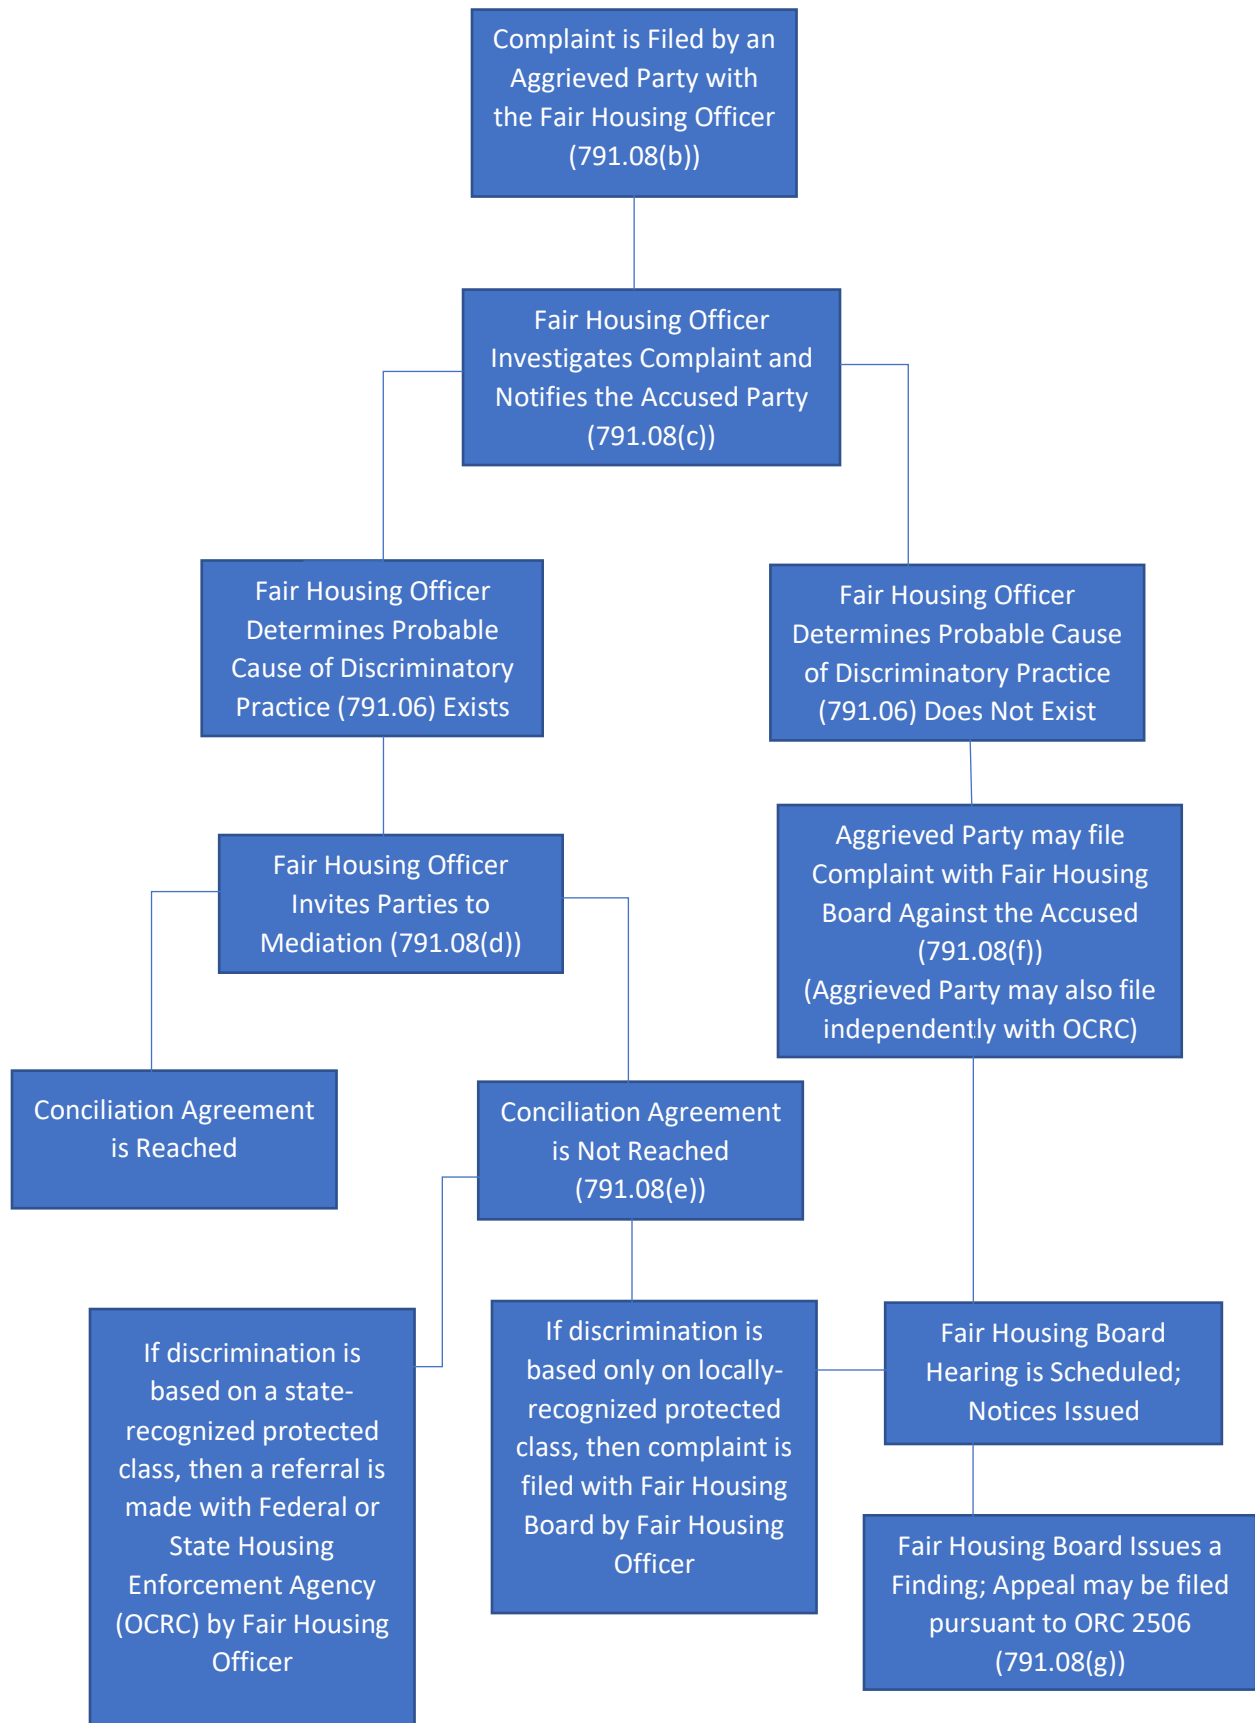 Complaint is Filed by an
Aggrieved Party with
the Fair Housing Officer
(791.08(b))
Fair Housing Officer
Investigates Complaint and
Notifies the Accused Party
(791.08(c))
Fair Housing Officer
Determines Probable
Cause of Discriminatory
Practice (791.06) Exists
Fair Housing Officer
Determines Probable Cause
of Discriminatory Practice
(791.06) Does Not Exist
Fair Housing Officer
Invites Parties to
Mediation (791.08(d))
Aggrieved Party may file
Complaint with Fair Housing
Board Against the Accused
(791.08(f))
(Aggrieved Party may also file
independently with OCRC)
Conciliation Agreement
is Reached
Conciliation Agreement
is Not Reached
(791.08(e))
If discrimination is
based on a state-
recognized protected
class, then a referral is
made with Federal or
State Housing
Enforcement Agency
(OCRC) by Fair Housing
Officer
If discrimination is
based only on locally-
recognized protected
class, then complaint is
filed with Fair Housing
Board by Fair Housing
Officer
Fair Housing Board
Hearing is Scheduled;
Notices Issued
Fair Housing Board Issues a
Finding; Appeal may be filed
pursuant to ORC 2506
(791.08(g))